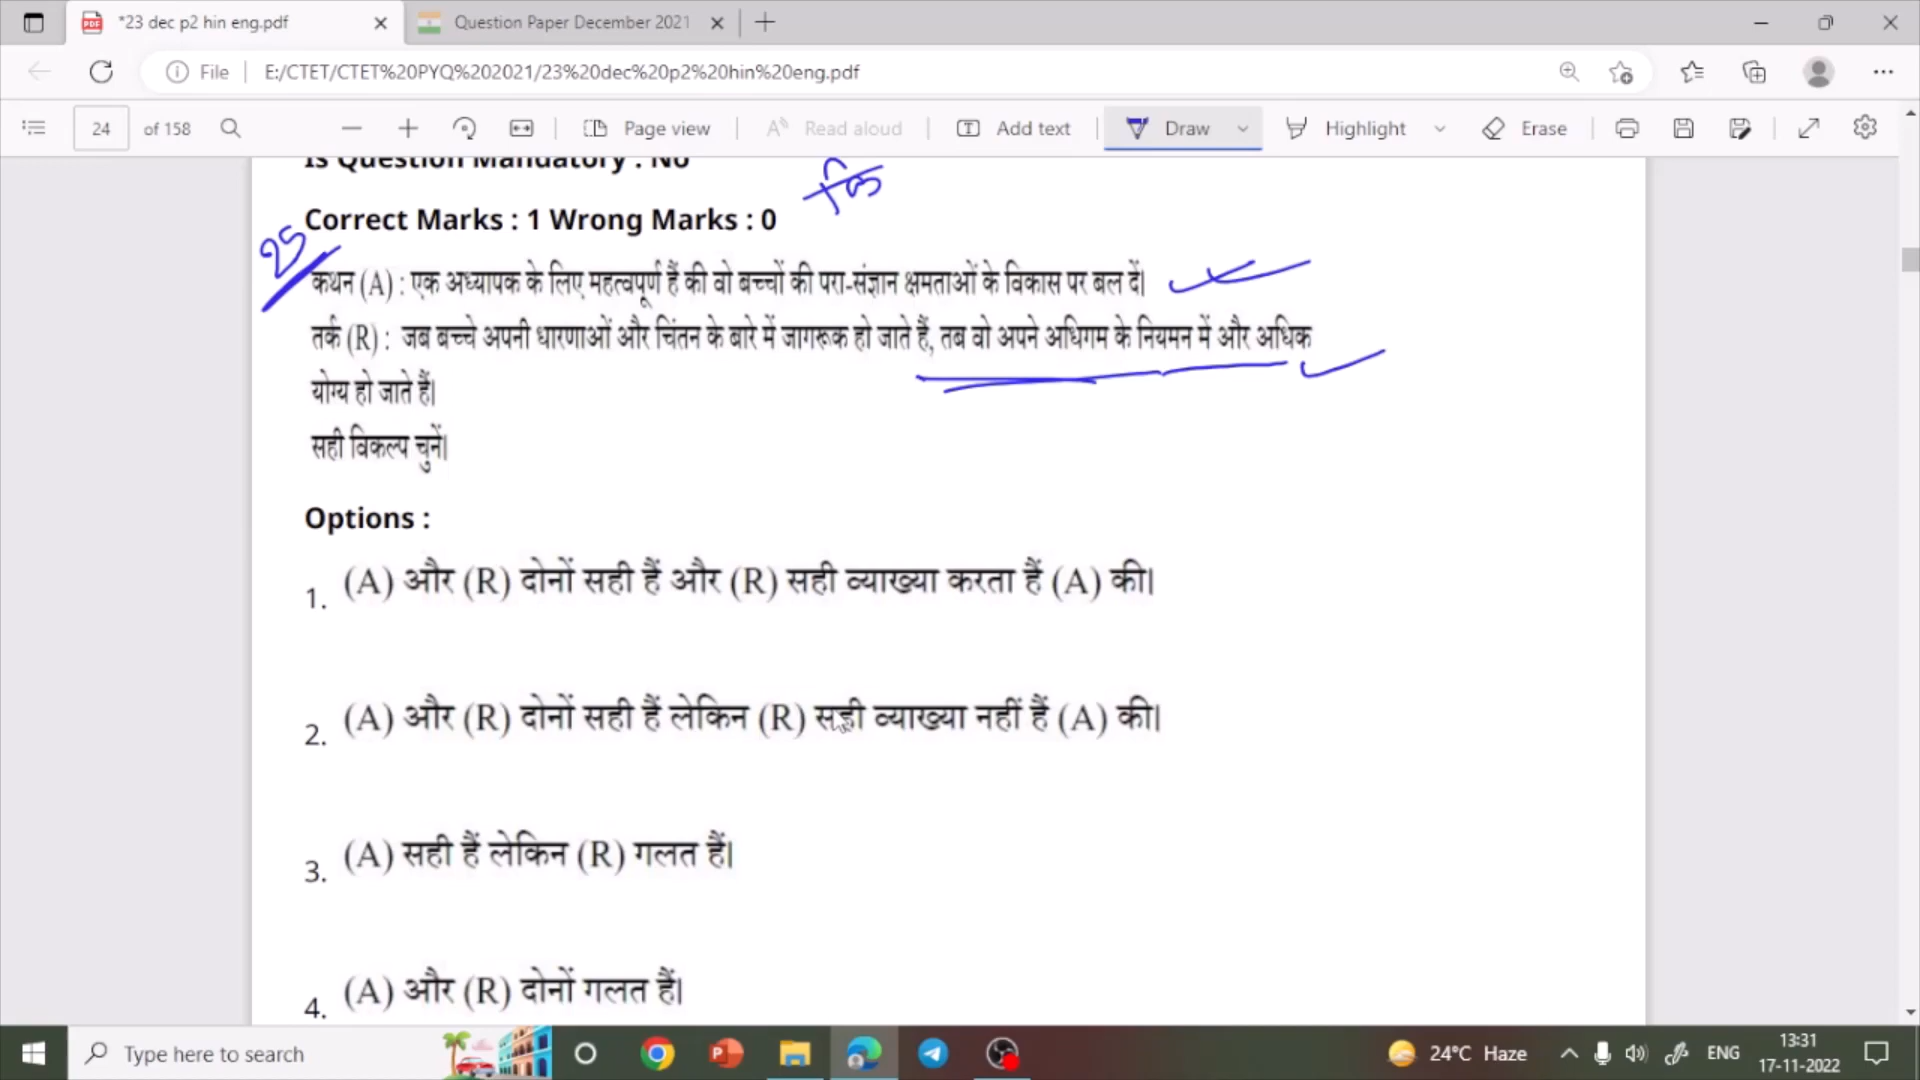 *23 dec p2 hin eng.pdf
Question Paper December 2021
File
E:/CTET/CTET%20PYQ%202021/23%20dec%20p2%20hin%20eng.pdf
24 of 158
Page view
Read aloud
Add text
Draw
Highlight
Erase
Is Question Mandatory : No
Correct Marks : 1 Wrong Marks : 0
25
कथन (A) : एक अध्यापक के लिए महत्वपूर्ण हैं की वो बच्चों की परा-संज्ञान क्षमताओं के विकास पर बल दें।
तर्क (R) : जब बच्चे अपनी धारणाओं और चिंतन के बारे में जागरूक हो जाते हैं, तब वो अपने अधिगम के नियमन में और अधिक
योग्य हो जाते हैं।
सही विकल्प चुनें।
Options :
1. (A) और (R) दोनों सही हैं और (R) सही व्याख्या करता हैं (A) की।
2. (A) और (R) दोनों सही हैं लेकिन (R) सही व्याख्या नहीं हैं (A) की।
3. (A) सही हैं लेकिन (R) गलत हैं।
4. (A) और (R) दोनों गलत हैं।
Type here to search
24°C Haze
ENG
13:31
17-11-2022